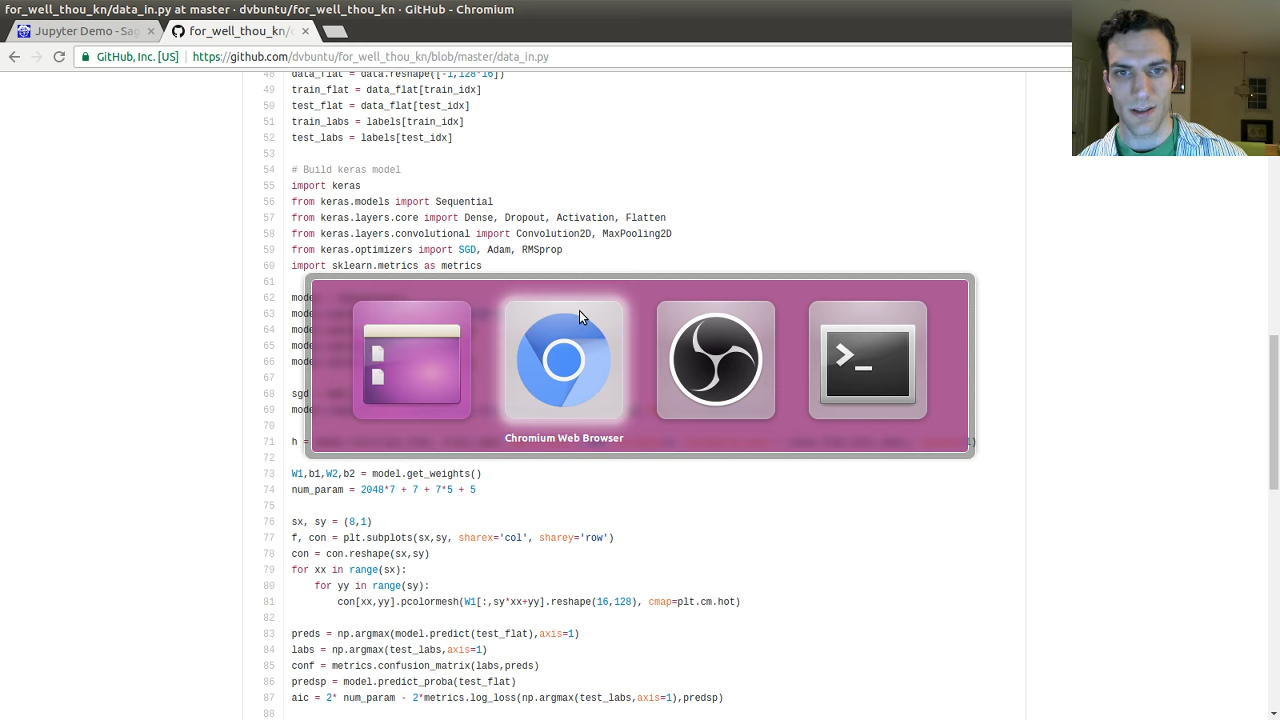 for_well_thou_kn/data_in.py at master · dvbuntu/for_well_thou_kn · GitHub - Chromium
Jupyter Demo - Sag
for_well_thou_kn/
GitHub, Inc. [US]
https://github.com/dvbuntu/for_well_thou_kn/blob/master/data_in.py
48 data_flat = data.reshape([-1,128*16])
49 train_flat = data_flat[train_idx]
50 test_flat = data_flat[test_idx]
51 train_labs = labels[train_idx]
52 test_labs = labels[test_idx]
53
54 # Build keras model
55 import keras
56 from keras.models import Sequential
57 from keras.layers.core import Dense, Dropout, Activation, Flatten
58 from keras.layers.convolutional import Convolution2D, MaxPooling2D
59 from keras.optimizers import SGD, Adam, RMSprop
60 import sklearn.metrics as metrics
61
62
63
64
65
66
67
68 sgd
69
70
71 h =
Chromium Web Browser
72
73 W1,b1,W2,b2 = model.get_weights()
74 num_param = 2048*7 + 7 + 7*5 + 5
75
76 sx, sy = (8,1)
77 f, con = plt.subplots(sx,sy, sharex='col', sharey='row')
78 con = con.reshape(sx,sy)
79 for xx in range(sx):
80 for yy in range(sy):
81 con[xx,yy].pcolormesh(W1[:,sy*xx+yy].reshape(16,128), cmap=plt.cm.hot)
82
83 preds = np.argmax(model.predict(test_flat),axis=1)
84 labs = np.argmax(test_labs,axis=1)
85 conf = metrics.confusion_matrix(labs,preds)
86 predsp = model.predict_proba(test_flat)
87 aic = 2* num_param - 2*metrics.log_loss(np.argmax(test_labs,axis=1),predsp)
88